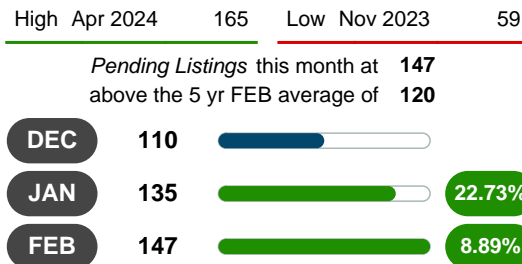 High Apr 2024 165 Low Nov 2023 59
Pending Listings this month at 147
above the 5 yr FEB average of 120
DEC 110
JAN 135 22.73%
FEB 147 8.89%